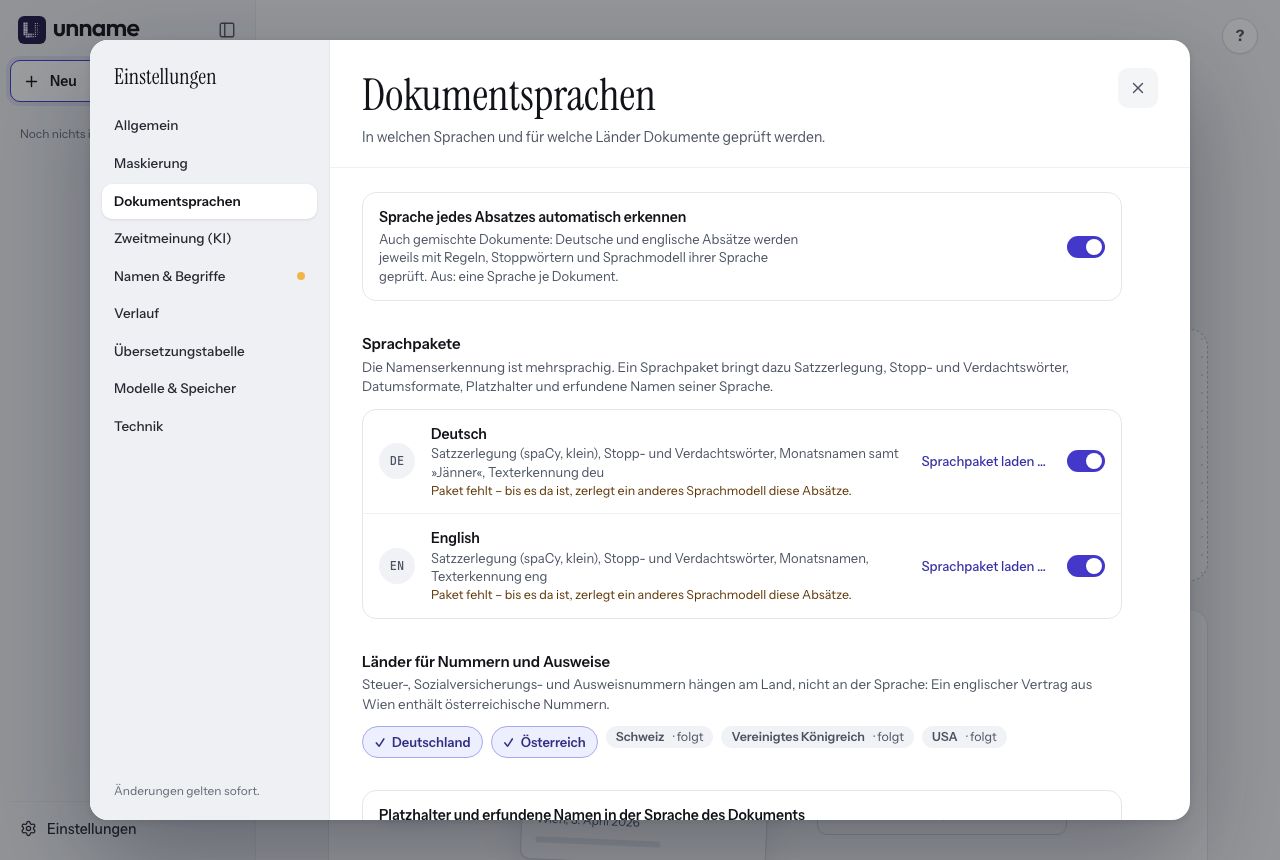 unname
?
Neu
Noch nichts
Einstellungen
Allgemein
Maskierung
Dokumentsprachen
Zweitmeinung (KI)
Namen & Begriffe
Verlauf
Übersetzungstabelle
Modelle & Speicher
Technik
Änderungen gelten sofort.
Einstellungen
Dokumentsprachen
In welchen Sprachen und für welche Länder Dokumente geprüft werden.
Sprache jedes Absatzes automatisch erkennen
Auch gemischte Dokumente: Deutsche und englische Absätze werden
jeweils mit Regeln, Stoppwörtern und Sprachmodell ihrer Sprache
geprüft. Aus: eine Sprache je Dokument.
Sprachpakete
Die Namenserkennung ist mehrsprachig. Ein Sprachpaket bringt dazu Satzzerlegung, Stopp- und Verdachtswörter,
Datumsformate, Platzhalter und erfundene Namen seiner Sprache.
DE
Deutsch
Satzzerlegung (spaCy, klein), Stopp- und Verdachtswörter, Monatsnamen samt
»Jänner«, Texterkennung deu
Paket fehlt – bis es da ist, zerlegt ein anderes Sprachmodell diese Absätze.
Sprachpaket laden …
EN
English
Satzzerlegung (spaCy, klein), Stopp- und Verdachtswörter, Monatsnamen,
Texterkennung eng
Paket fehlt – bis es da ist, zerlegt ein anderes Sprachmodell diese Absätze.
Sprachpaket laden …
Länder für Nummern und Ausweise
Steuer-, Sozialversicherungs- und Ausweisnummern hängen am Land, nicht an der Sprache: Ein englischer Vertrag aus
Wien enthält österreichische Nummern.
Deutschland
Österreich
Schweiz · folgt
Vereinigtes Königreich · folgt
USA · folgt
Platzhalter und erfundene Namen in der Sprache des Dokuments
April 2026